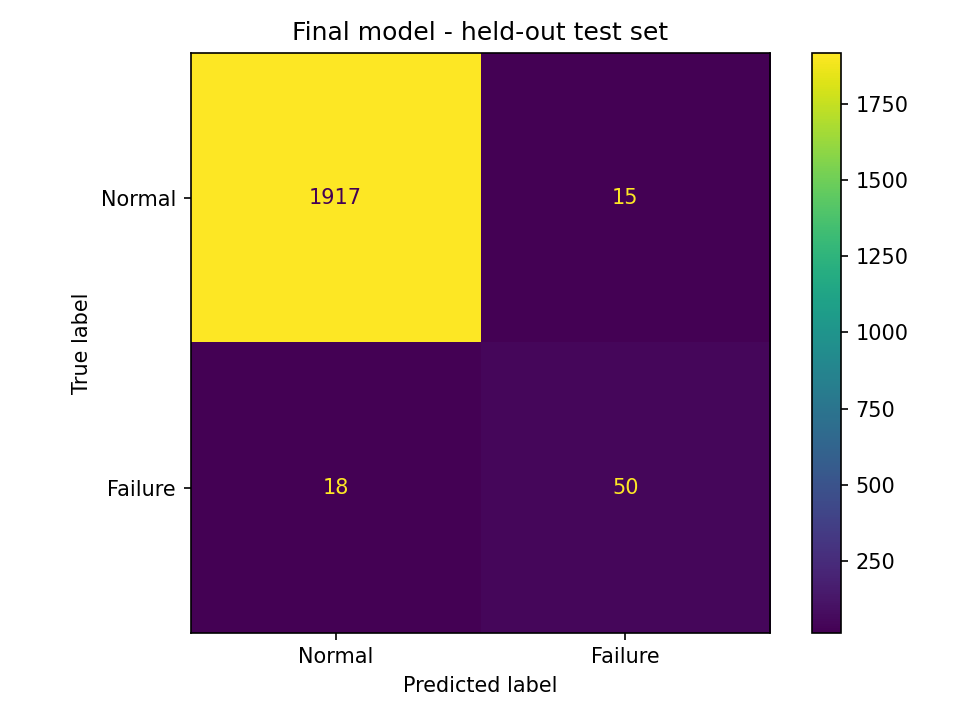 Final model - held-out test set
1750
1500
1250
1000
750
500
250
True label
Normal
1917
15
Failure
18
50
Normal
Failure
Predicted label